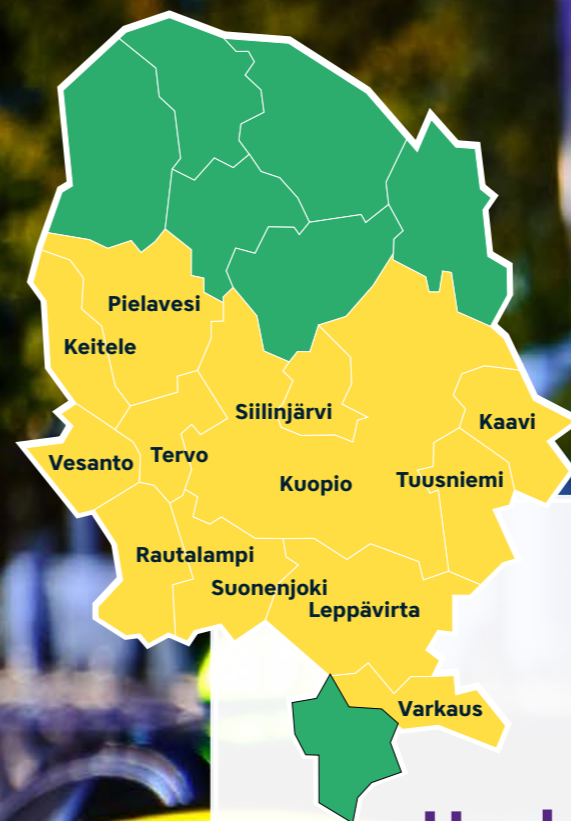 Pielavesi
Keitele
Siilinjärvi
Kaavi
Vesanto
Tervo
Kuopio
Tuusniemi
Rautalampi
Suonenjoki
Leppävirta
Varkaus